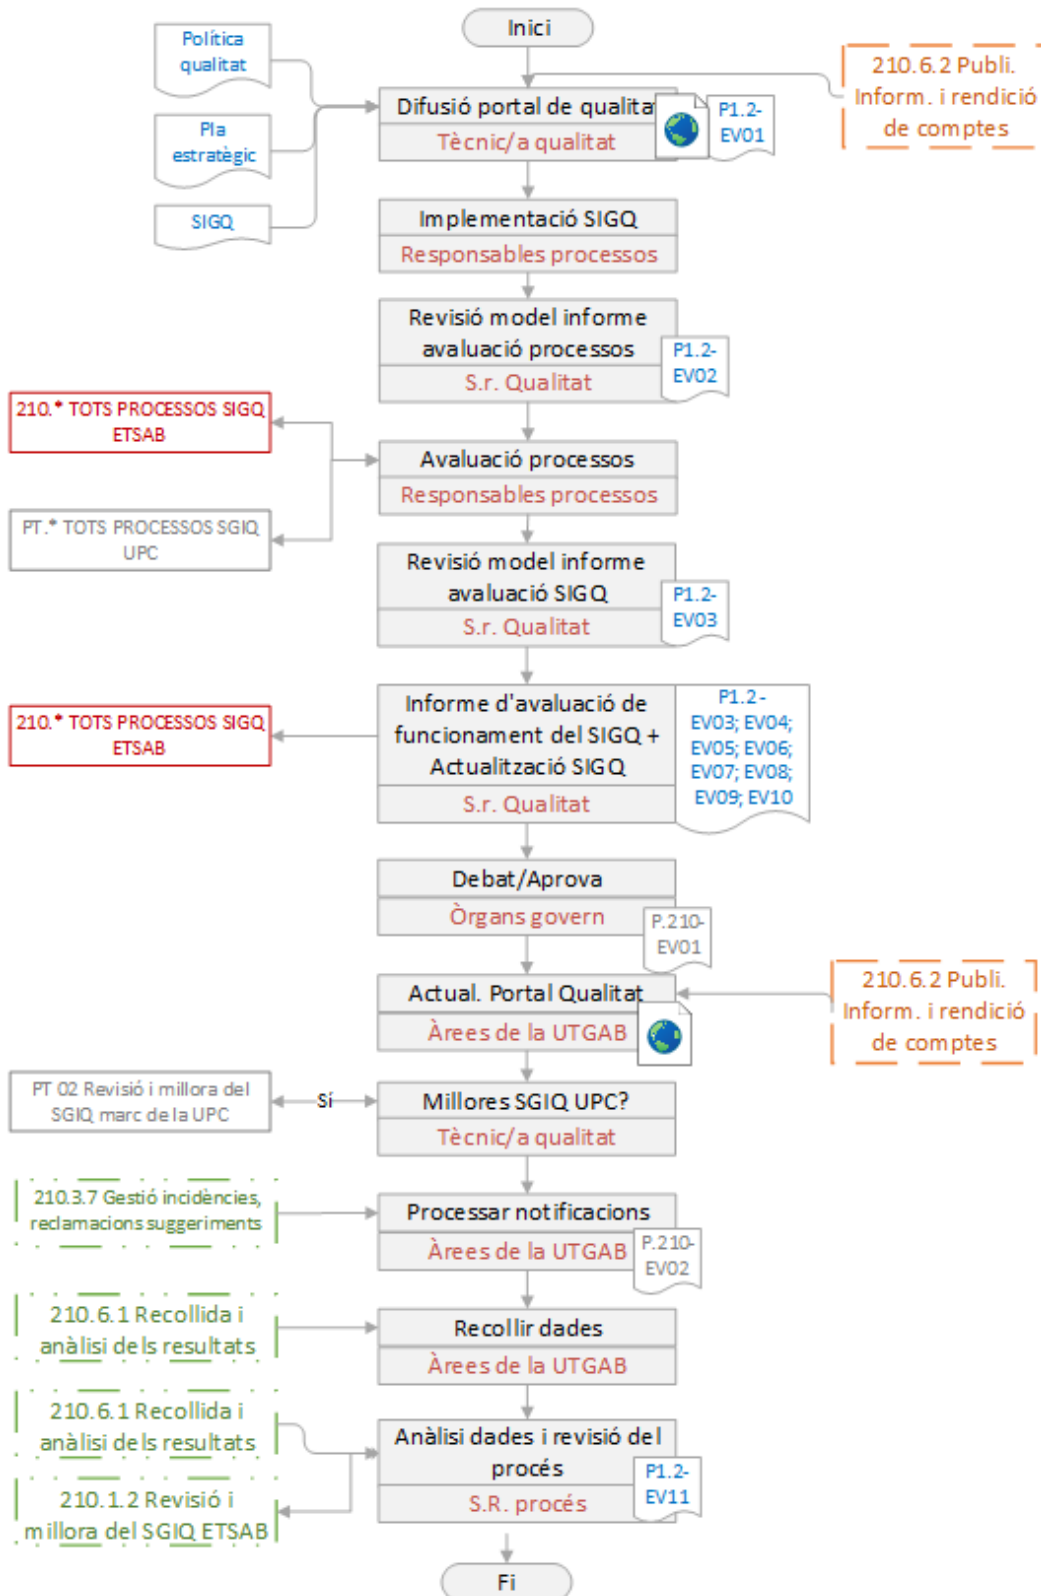 Inici
Política
qualitat
Pla
estratègic
SIGQ
210.6.2 Publi.
Inform. i rendició
de comptes
Difusió portal de qualitat
Tècnic/a qualitat
P1.2-
EV01
Implementació SIGQ
Responsables processos
Revisió model informe
avaluació processos
S.r. Qualitat
P1.2-
EV02
210.* TOTS PROCESSOS SIGQ
ETSAB
Avaluació processos
Responsables processos
PT.* TOTS PROCESSOS SGIQ
UPC
Revisió model informe
avaluació SIGQ
S.r. Qualitat
P1.2-
EV03
210.* TOTS PROCESSOS SIGQ
ETSAB
Informe d'avaluació de
funcionament del SIGQ +
Actualització SIGQ
S.r. Qualitat
P1.2-
EV03; EV04;
EV05; EV06;
EV07; EV08;
EV09; EV10
Debat/Aprova
Òrgans govern
P.210-
EV01
Actual. Portal Qualitat
Àrees de la UTGAB
210.6.2 Publi.
Inform. i rendició
de comptes
PT 02 Revisió i millora del
SGIQ marc de la UPC
Sí
Millores SGIQ UPC?
Tècnic/a qualitat
210.3.7 Gestió incidències,
reclamacions suggeriments
Processar notificacions
Àrees de la UTGAB
P.210-
EV02
210.6.1 Recollida i
anàlisi dels resultats
Recollir dades
Àrees de la UTGAB
210.6.1 Recollida i
anàlisi dels resultats
210.1.2 Revisió i
millora del SGIQ ETSAB
Anàlisi dades i revisió del
procés
S.R. procés
P1.2-
EV11
Fi